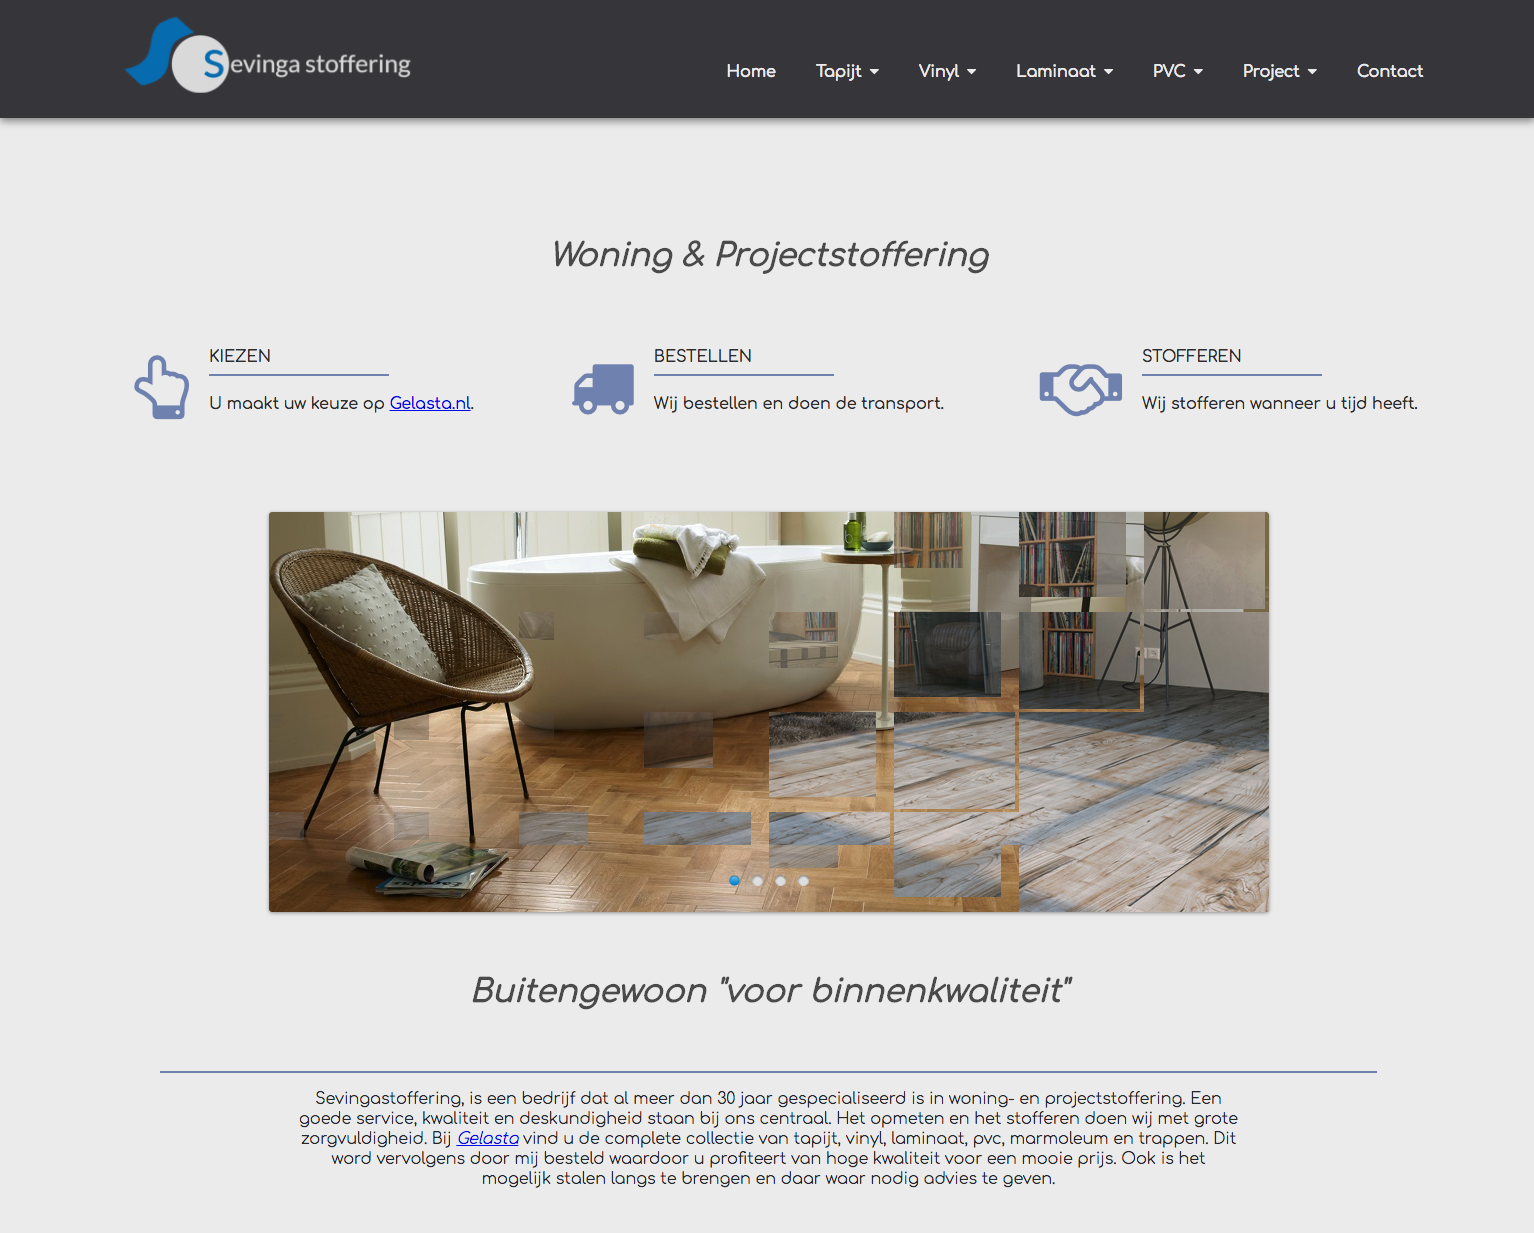 Sevinga stoffering
Home Tapijt Vinyl Laminaat PVC Project Contact
Woning & Projectstoffering
KIEZEN
U maakt uw keuze op Gelasta.nl.
BESTELLEN
Wij bestellen en doen de transport.
STOFFEREN
Wij stofferen wanneer u tijd heeft.
Buitengewoon "voor binnenkwaliteit"
Sevingastoffering, is een bedrijf dat al meer dan 30 jaar gespecialiseerd is in woning- en projectstoffering. Een
goede service, kwaliteit en deskundigheid staan bij ons centraal. Het opmeten en het stofferen doen wij met grote
zorgvuldigheid. Bij Gelasta vind u de complete collectie van tapijt, vinyl, laminaat, pvc, marmoleum en trappen. Dit
word vervolgens door mij besteld waardoor u profiteert van hoge kwaliteit voor een mooie prijs. Ook is het
mogelijk stalen langs te brengen en daar waar nodig advies te geven.